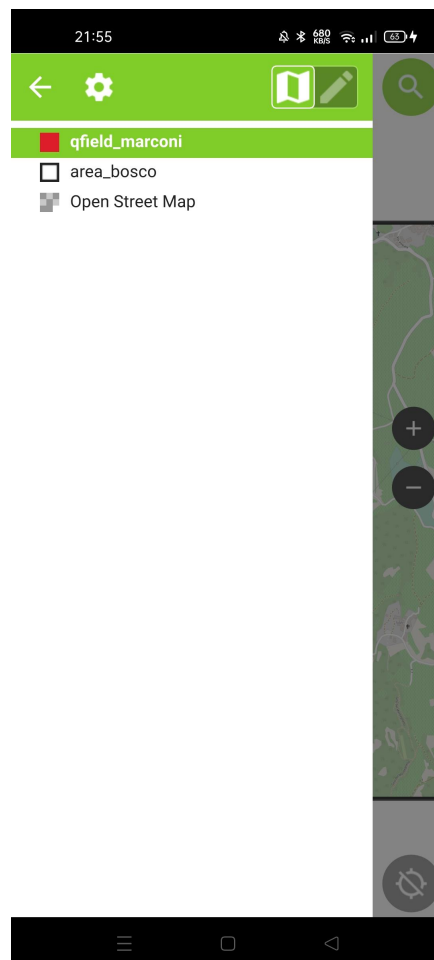 21:55
680
KB/S
63
qfield_marconi
area_bosco
Open Street Map